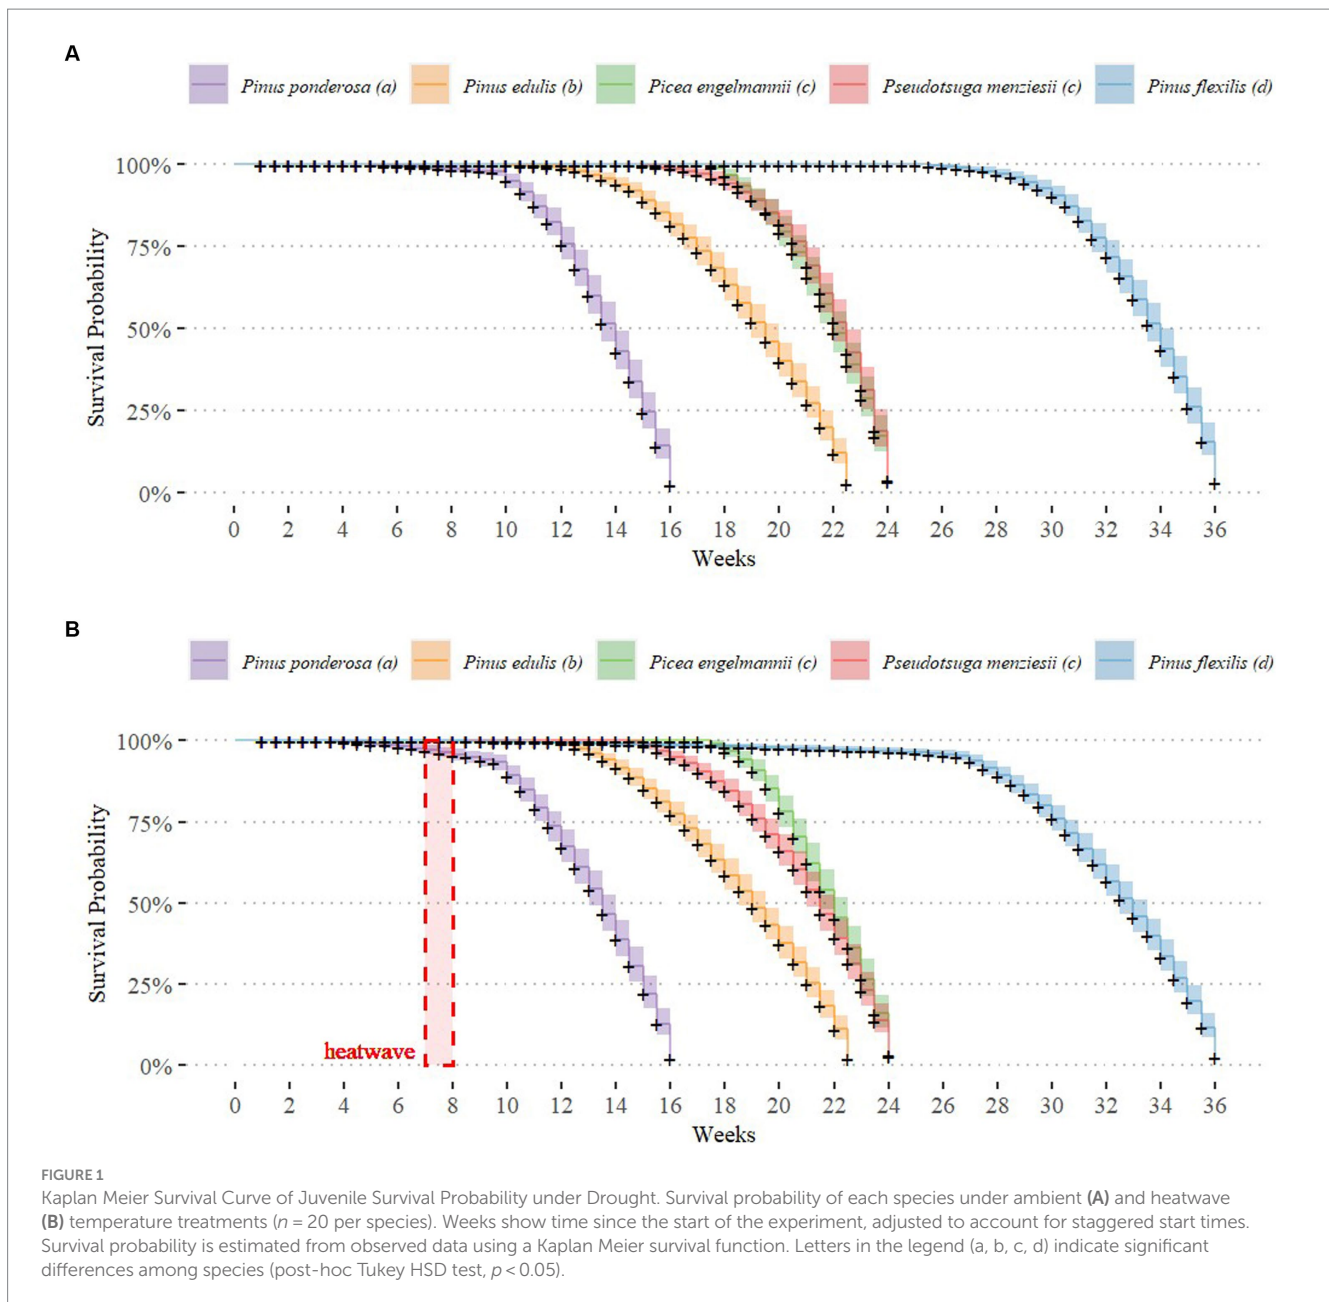 A
Pinus ponderosa (a) Pinus edulis (b) Picea engelmannii (c) Pseudotsuga menziesii (c) Pinus flexilis (d)
100%
75%
50%
25%
0%
Survival Probability
0 2 4 6 8 10 12 14 16 18 20 22 24 26 28 30 32 34 36
Weeks
B
Pinus ponderosa (a) Pinus edulis (b) Picea engelmannii (c) Pseudotsuga menziesii (c) Pinus flexilis (d)
100%
75%
50%
25%
0%
Survival Probability
heatwave
0 2 4 6 8 10 12 14 16 18 20 22 24 26 28 30 32 34 36
Weeks
FIGURE 1
Kaplan Meier Survival Curve of Juvenile Survival Probability under Drought. Survival probability of each species under ambient (A) and heatwave
(B) temperature treatments (n = 20 per species). Weeks show time since the start of the experiment, adjusted to account for staggered start times.
Survival probability is estimated from observed data using a Kaplan Meier survival function. Letters in the legend (a, b, c, d) indicate significant
differences among species (post-hoc Tukey HSD test, p < 0.05).